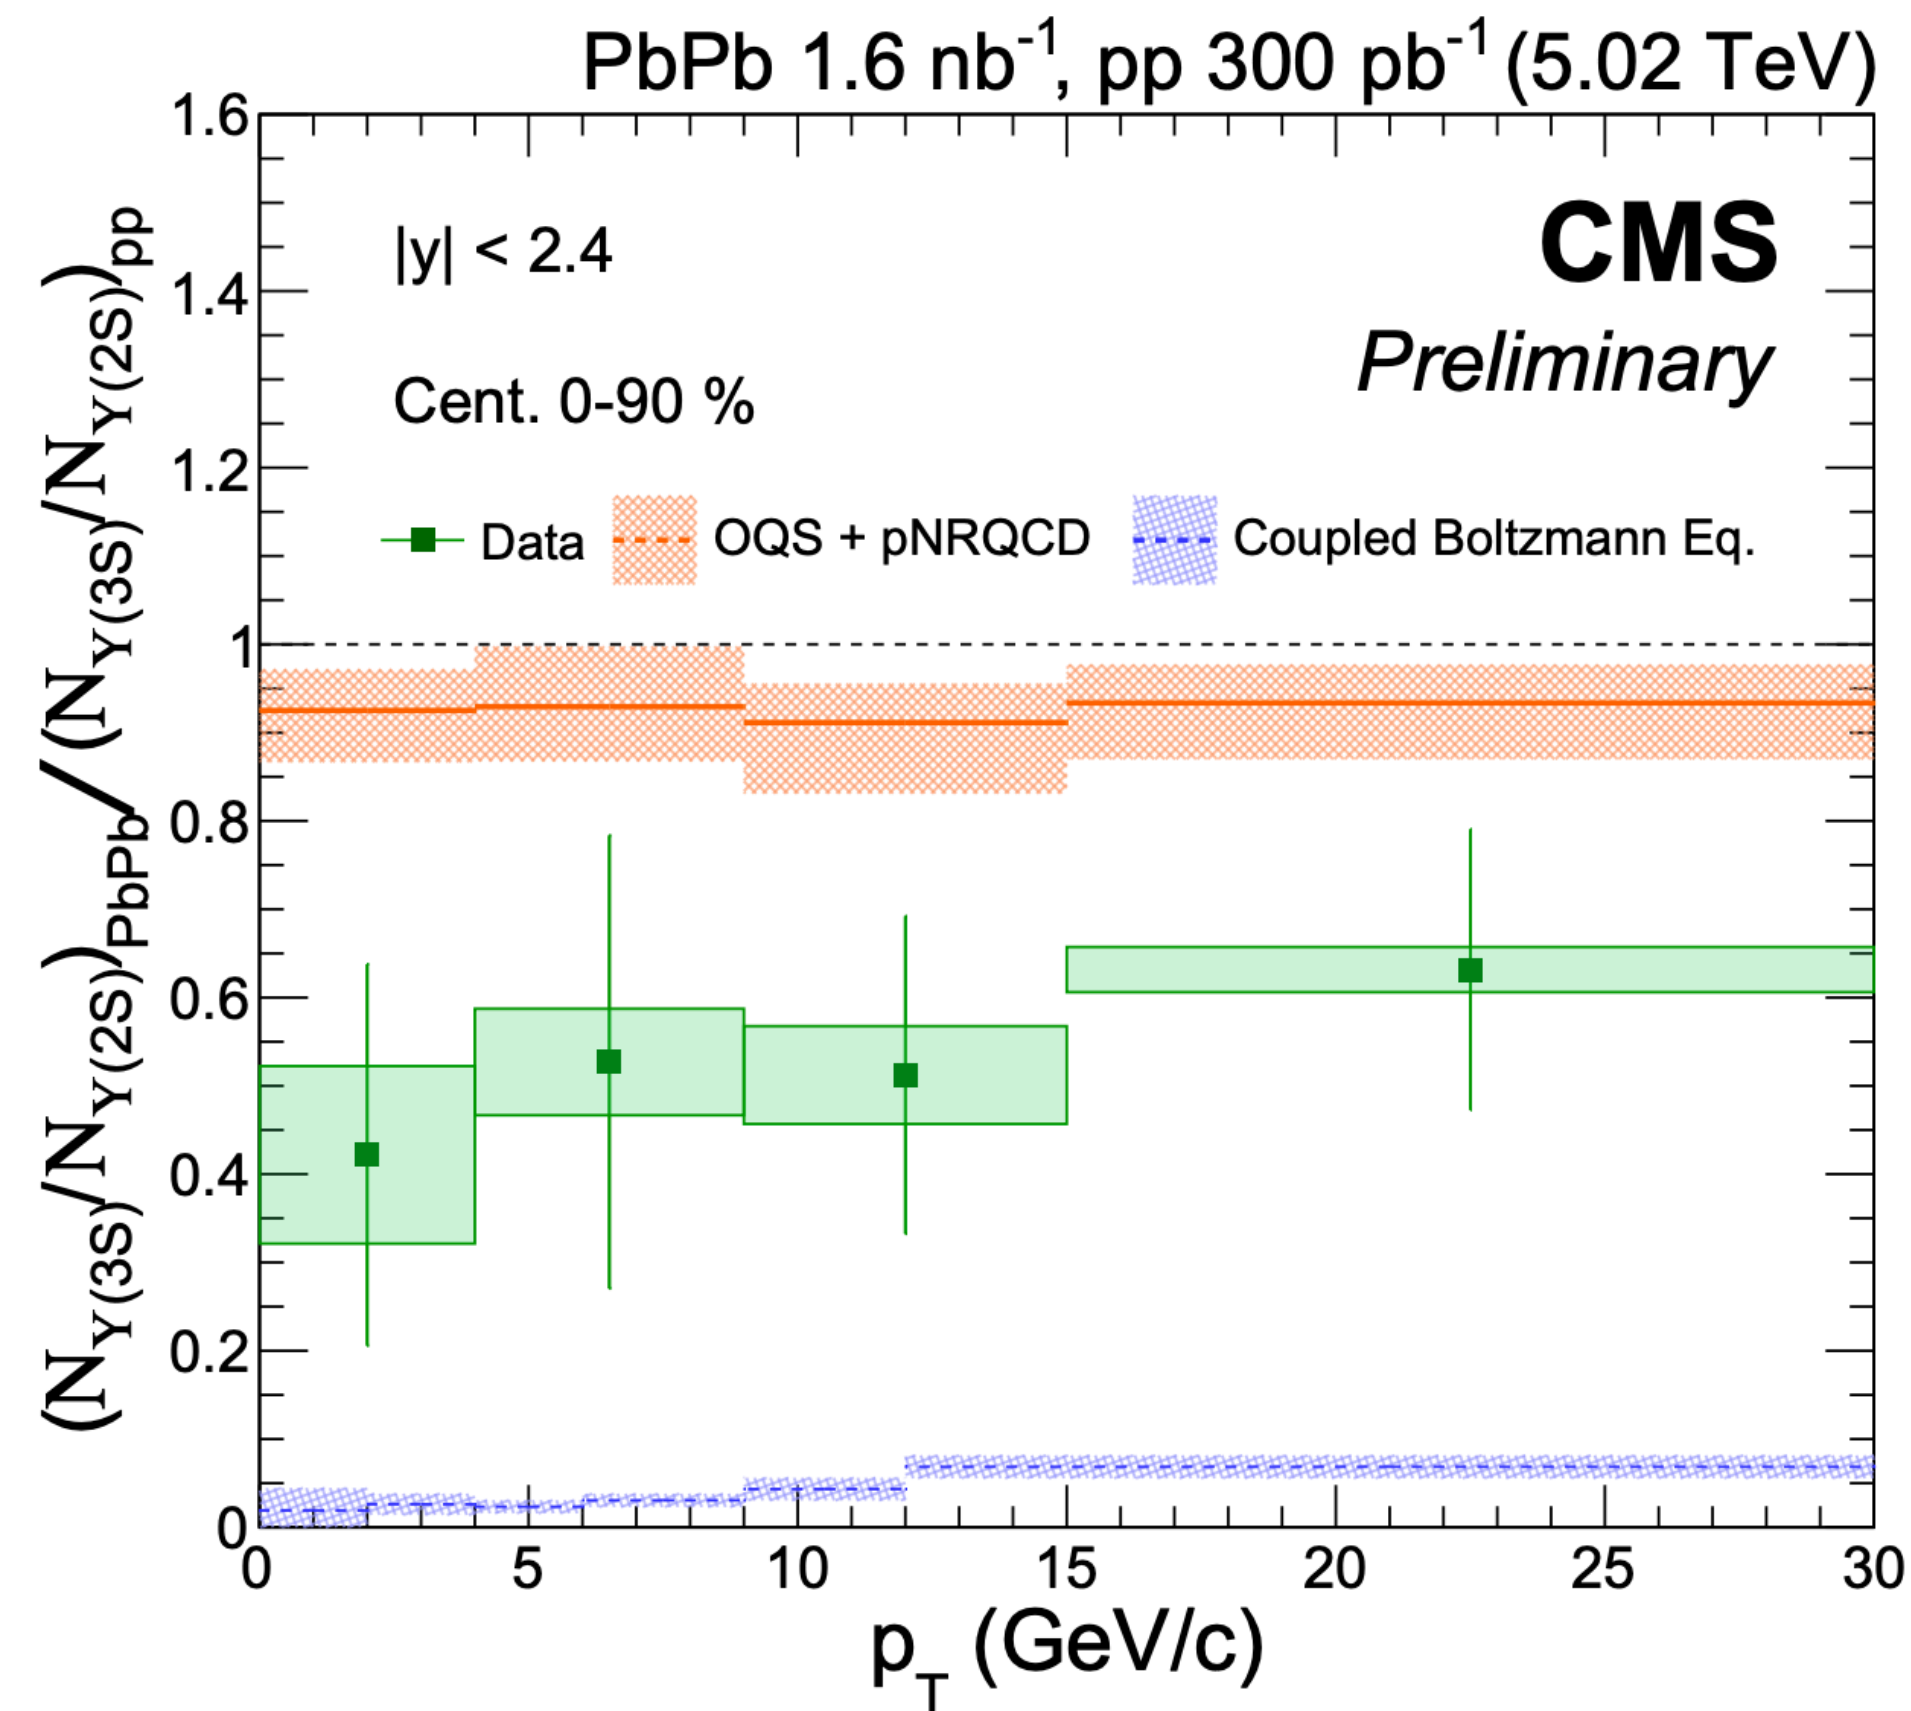 PbPb 1.6 nb⁻¹, pp 300 pb⁻¹ (5.02 TeV)
CMS
Preliminary
|y| < 2.4
Cent. 0-90 %
Data
OQS + pNRQCD
Coupled Boltzmann Eq.
(N_Υ(3S)/N_Υ(2S))_PbPb/(N_Υ(3S)/N_Υ(2S))_pp
1.6
1.4
1.2
1
0.8
0.6
0.4
0.2
0
0 5 10 15 20 25 30
p_T (GeV/c)